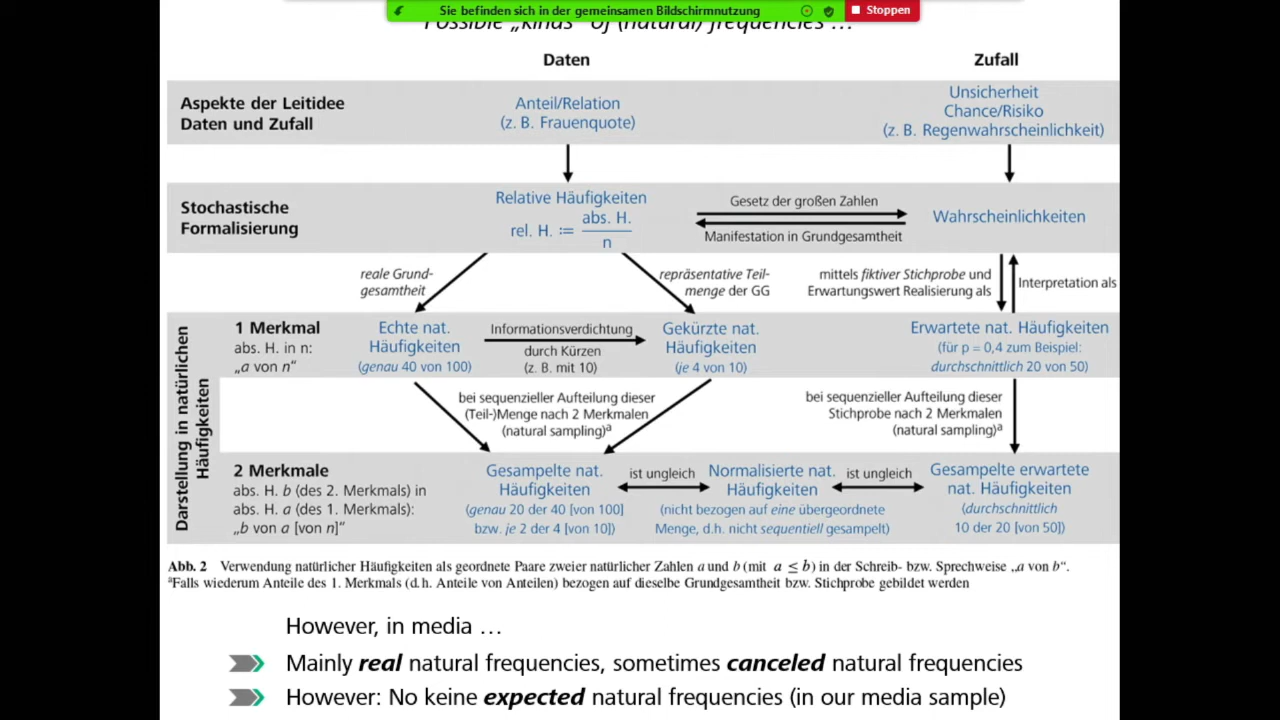 Sie befinden sich in der gemeinsamen Bildschirmnutzung
Stoppen
Possible „kinds" of (natural) frequencies ...
Daten
Zufall
Aspekte der Leitidee
Daten und Zufall
Anteil/Relation
(z. B. Frauenquote)
Unsicherheit
Chance/Risiko
(z. B. Regenwahrscheinlichkeit)
Stochastische
Formalisierung
Relative Häufigkeiten
rel. H. := abs. H.
n
Gesetz der großen Zahlen
Manifestation in Grundgesamtheit
Wahrscheinlichkeiten
reale Grund-
gesamtheit
repräsentative Teil-
menge der GG
mittels fiktiver Stichprobe und
Erwartungswert Realisierung als
Interpretation als
Darstellung in natürlichen
Häufigkeiten
1 Merkmal
abs. H. in n:
„a von n"
Echte nat.
Häufigkeiten
(genau 40 von 100)
Informationsverdichtung
durch Kürzen
(z. B. mit 10)
Gekürzte nat.
Häufigkeiten
(je 4 von 10)
Erwartete nat. Häufigkeiten
(für p = 0,4 zum Beispiel:
durchschnittlich 20 von 50)
bei sequenzieller Aufteilung dieser
(Teil-)Menge nach 2 Merkmalen
(natural sampling)a
bei sequenzieller Aufteilung dieser
Stichprobe nach 2 Merkmalen
(natural sampling)a
2 Merkmale
abs. H. b (des 2. Merkmals) in
abs. H. a (des 1. Merkmals):
„b von a [von n]"
Gesampelte nat.
Häufigkeiten
(genau 20 der 40 [von 100]
bzw. je 2 der 4 [von 10])
ist ungleich
Normalisierte nat.
Häufigkeiten
(nicht bezogen auf eine übergeordnete
Menge, d.h. nicht sequentiell gesampelt)
ist ungleich
Gesampelte erwartete
nat. Häufigkeiten
(durchschnittlich
10 der 20 [von 50])
Abb. 2 Verwendung natürlicher Häufigkeiten als geordnete Paare zweier natürlicher Zahlen a und b (mit a ≤ b) in der Schreib- bzw. Sprechweise „a von b".
aFalls wiederum Anteile des 1. Merkmals (d. h. Anteile von Anteilen) bezogen auf dieselbe Grundgesamtheit bzw. Stichprobe gebildet werden
However, in media ...
Mainly real natural frequencies, sometimes canceled natural frequencies
However: No keine expected natural frequencies (in our media sample)